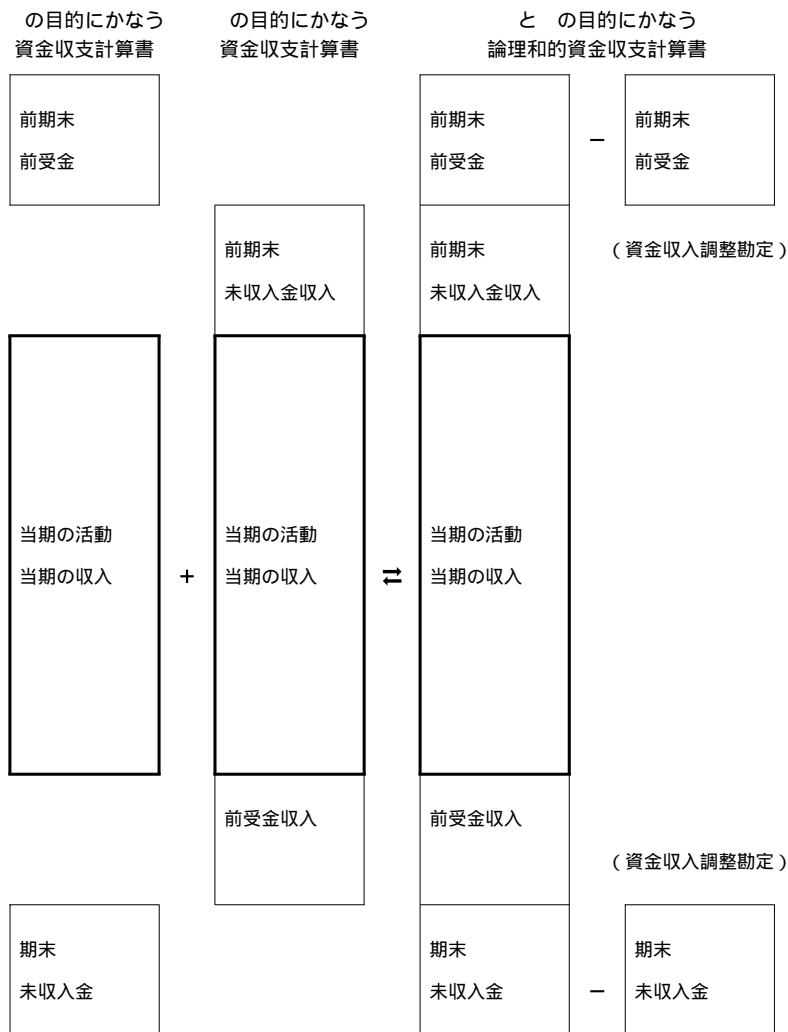 の目的にかなう
資金収支計算書
の目的にかなう
資金収支計算書
と の目的にかなう
論理和的資金収支計算書
前期末
前受金
前期末
前受金
－
前期末
前受金
前期末
未収入金収入
前期末
未収入金収入
(資金収入調整勘定)
当期の活動
当期の収入
+
当期の活動
当期の収入
⇄
当期の活動
当期の収入
前受金収入
前受金収入
(資金収入調整勘定)
期末
未収入金
期末
未収入金
－
期末
未収入金